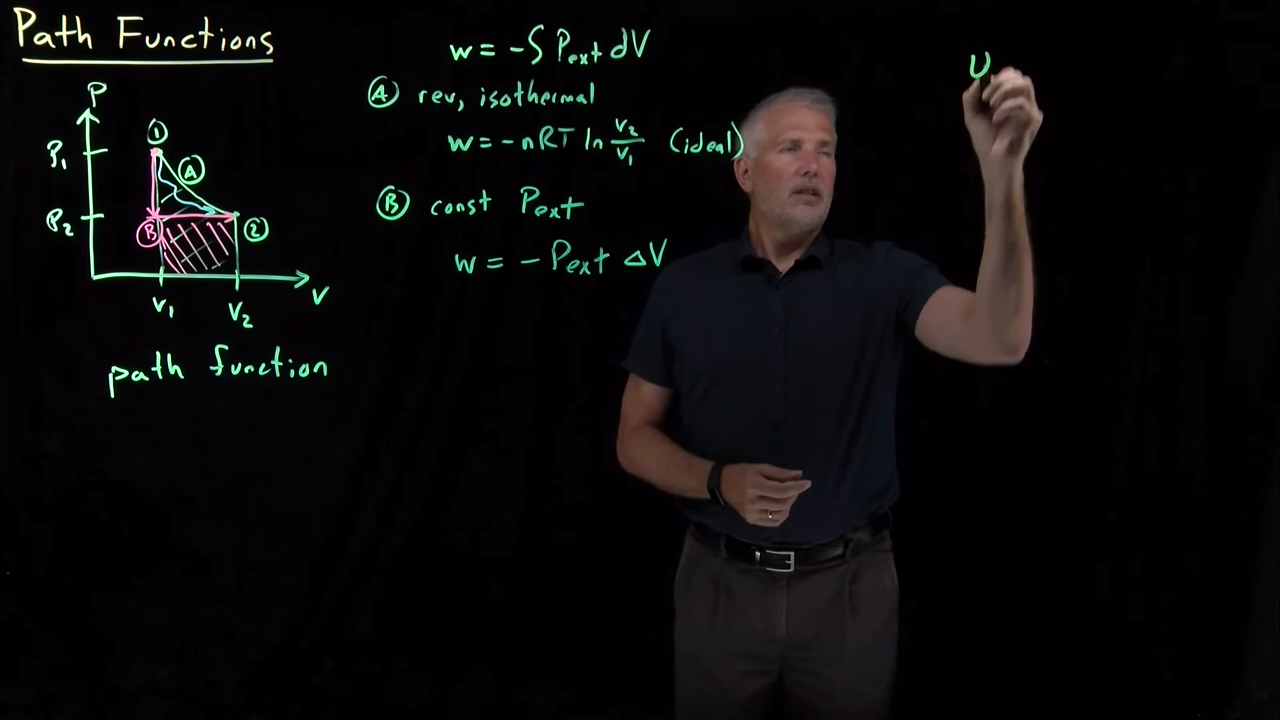 Path Functions
P
①
P₁
Ⓐ
P₂
Ⓑ
②
V₁
V₂
V
path function
w = -∫ Pext dV
Ⓐ rev, isothermal
w = -nRT ln V₂/V₁ (ideal)
Ⓑ const Pext
w = - Pext ΔV
U